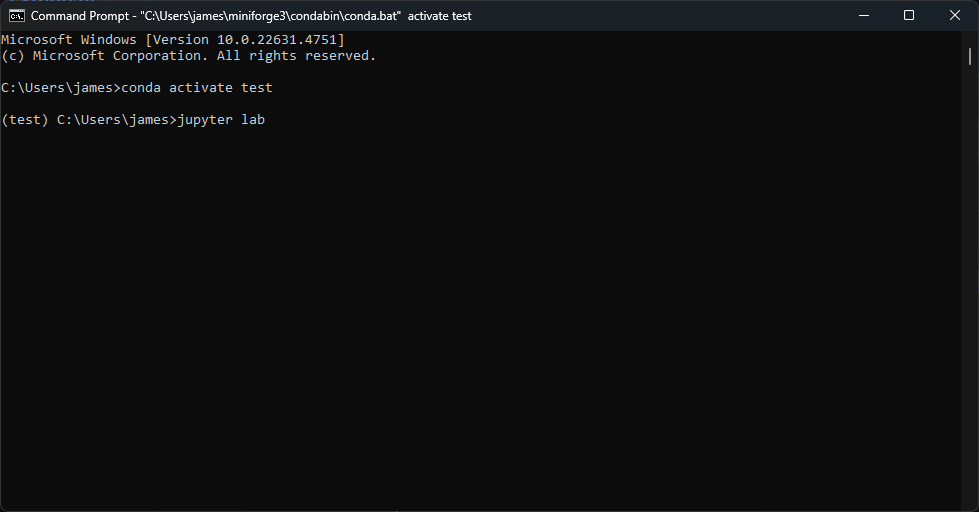 Command Prompt - "C:\Users\james\miniforge3\condabin\conda.bat"  activate test
Microsoft Windows [Version 10.0.22631.4751]
(c) Microsoft Corporation. All rights reserved.
C:\Users\james>conda activate test
(test) C:\Users\james>jupyter lab